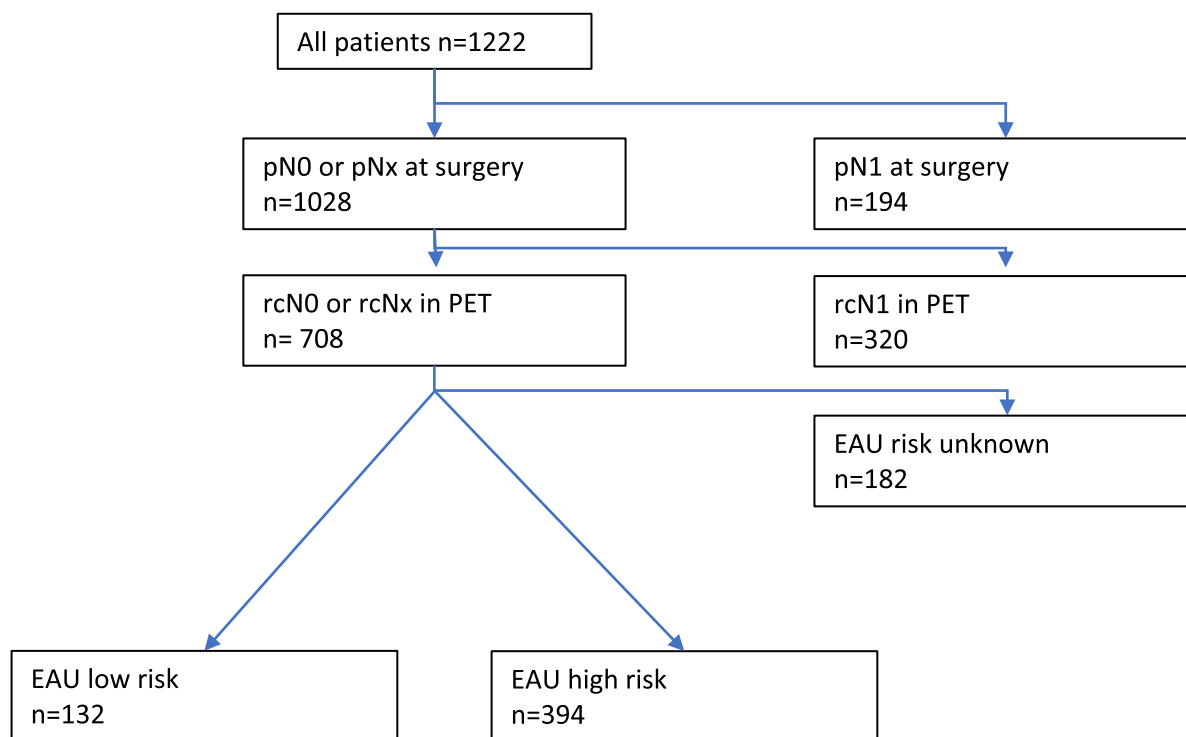 All patients n=1222
pN0 or pNx at surgery
n=1028
pN1 at surgery
n=194
rcN0 or rcNx in PET
n= 708
rcN1 in PET
n=320
EAU risk unknown
n=182
EAU low risk
n=132
EAU high risk
n=394